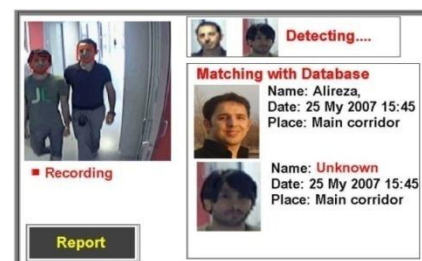 Detecting....
JL
Recording
Matching with Database
Name: Alireza,
Date: 25 My 2007 15:45
Place: Main corridor
Name: Unknown
Date: 25 My 2007 15:45
Place: Main corridor
Report